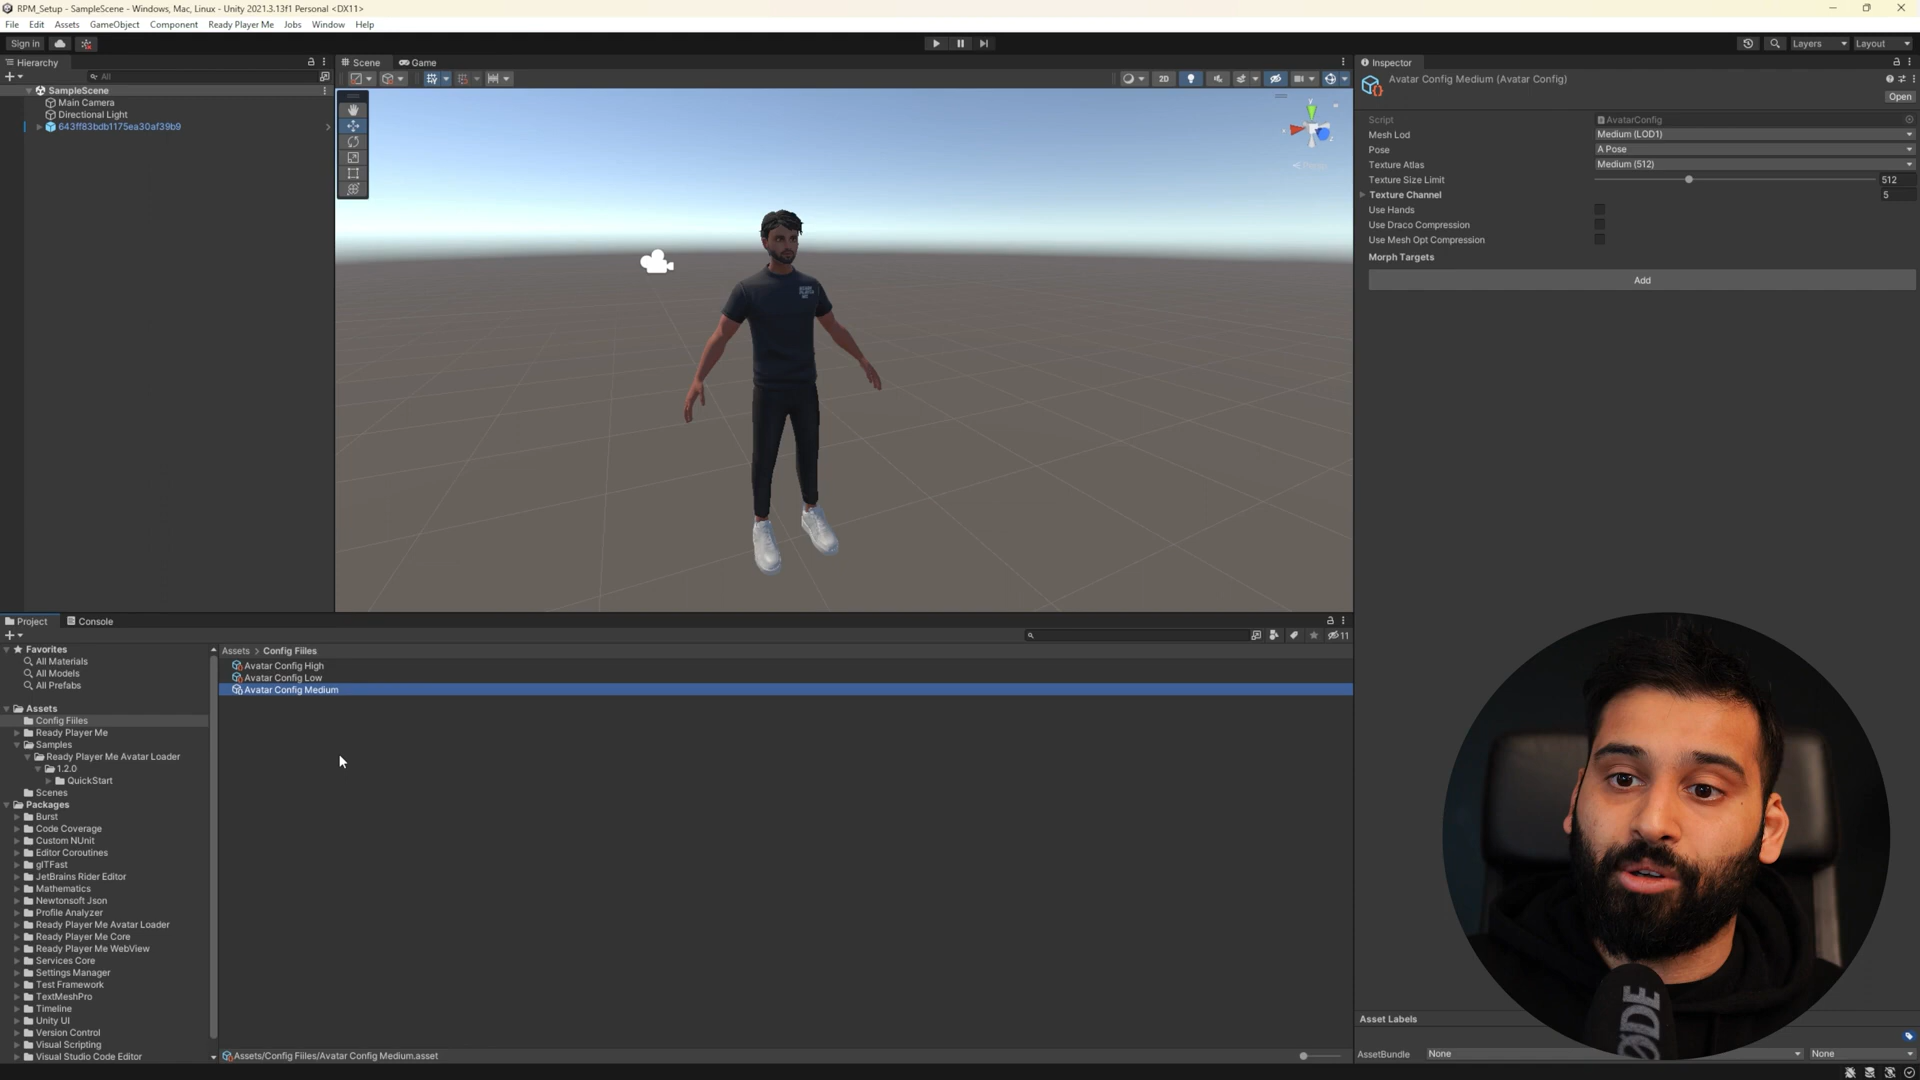 RPM_Setup - SampleScene - Windows, Mac, Linux - Unity 2021.3.13f1 Personal <DX11>
File Edit Assets GameObject Component Ready Player Me Jobs Window Help
Sign in
Layers
Layout
Hierarchy
All
SampleScene
Main Camera
Directional Light
643ff83bdb1175ea30af39b9
Scene
Game
2D
y
Inspector
Avatar Config Medium (Avatar Config)
Open
Script AvatarConfig
Mesh Lod Medium (LOD1)
Pose A Pose
Texture Atlas Medium (512)
Texture Size Limit 512
Texture Channel 5
Use Hands
Use Draco Compression
Use Mesh Opt Compression
Morph Targets
Add
Project
Console
11
Favorites
All Materials
All Models
All Prefabs
Assets
Config Fiiles
Ready Player Me
Samples
Ready Player Me Avatar Loader
1.2.0
QuickStart
Scenes
Packages
Burst
Code Coverage
Custom NUnit
Editor Coroutines
glTFast
JetBrains Rider Editor
Mathematics
Newtonsoft Json
Profile Analyzer
Ready Player Me Avatar Loader
Ready Player Me Core
Ready Player Me WebView
Services Core
Settings Manager
Test Framework
TextMeshPro
Timeline
Unity UI
Version Control
Visual Scripting
Visual Studio Code Editor
Assets > Config Fiiles
Avatar Config High
Avatar Config Low
Avatar Config Medium
Assets/Config Fiiles/Avatar Config Medium.asset
Asset Labels
AssetBundle None None